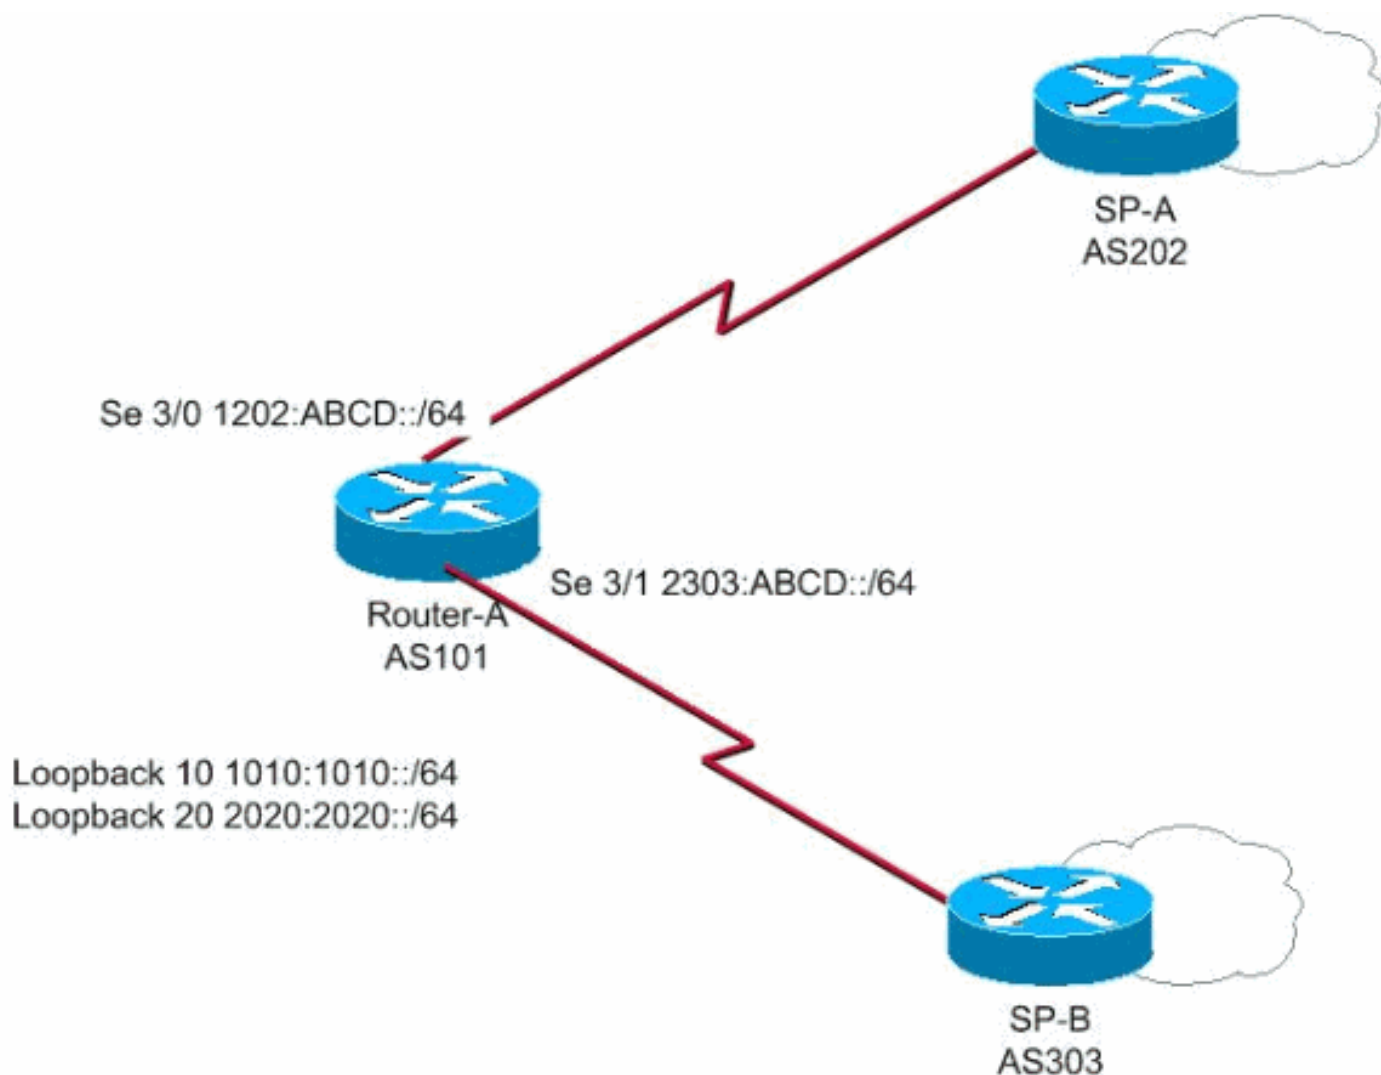 SP-A
AS202
Se 3/0 1202:ABCD::/64
Se 3/1 2303:ABCD::/64
Router-A
AS101
Loopback 10 1010:1010::/64
Loopback 20 2020:2020::/64
SP-B
AS303